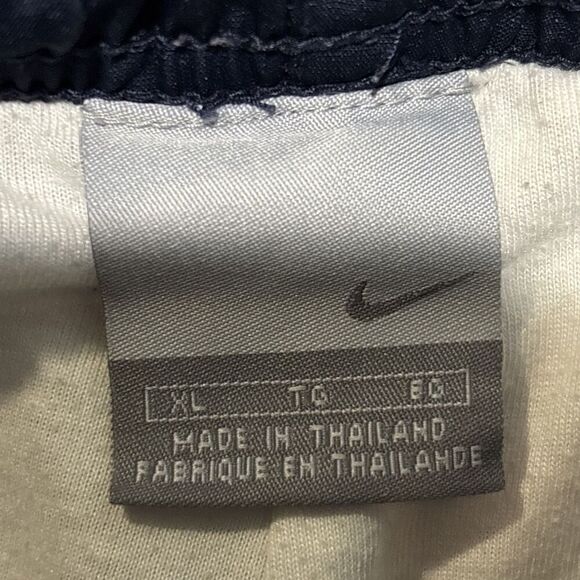 XL TG EG
MADE IN THAILAND
FABRIQUE EN THAILANDE